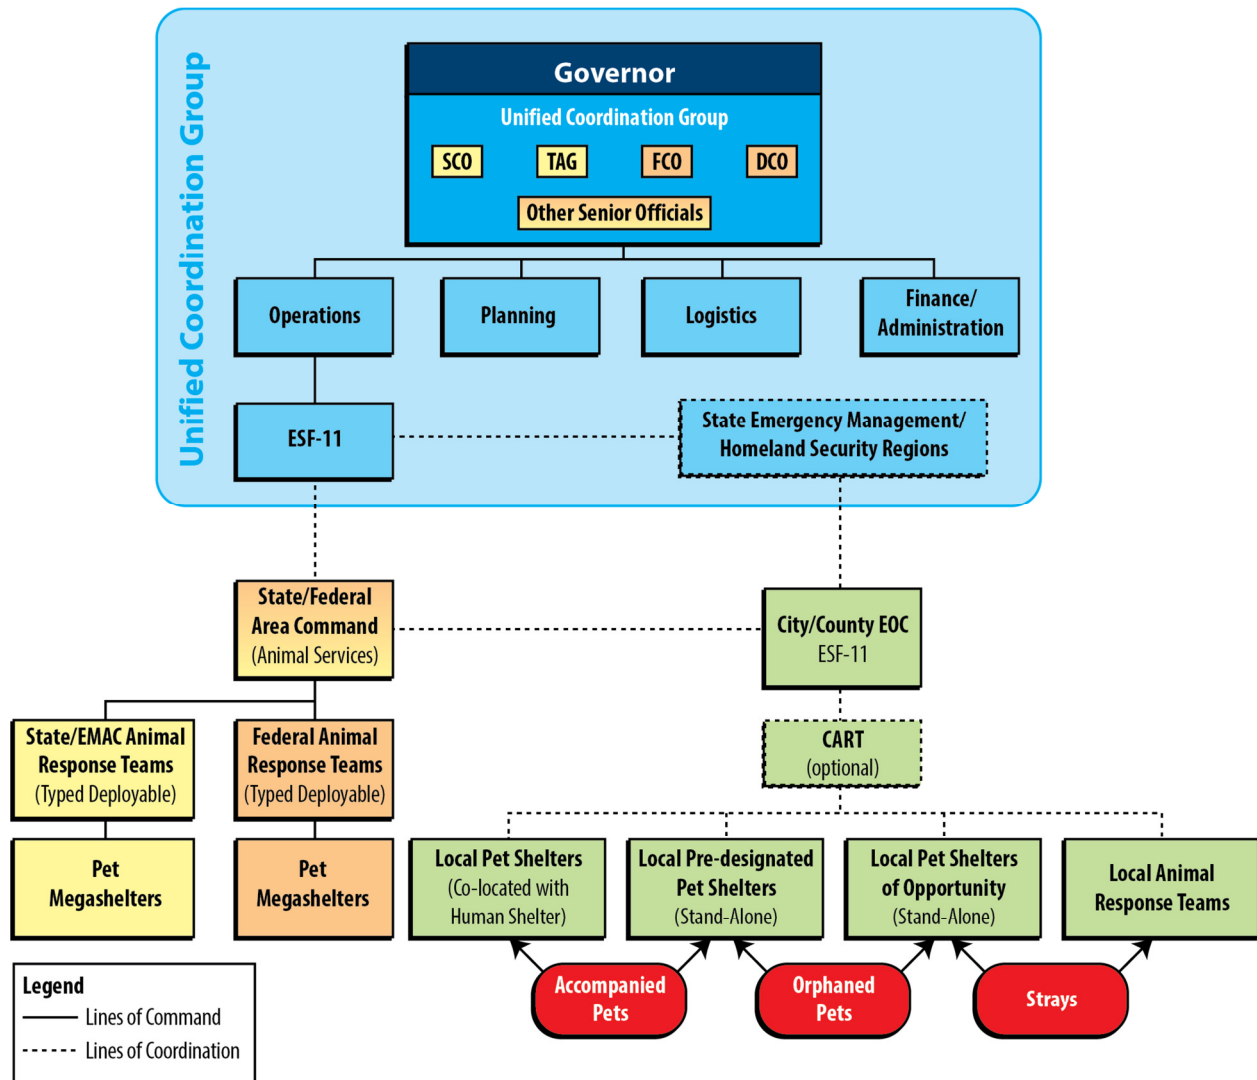 Unified Coordination Group
Governor
Unified Coordination Group
SCO
TAG
FCO
DCO
Other Senior Officials
Operations
Planning
Logistics
Finance/
Administration
ESF-11
State Emergency Management/
Homeland Security Regions
State/Federal
Area Command
(Animal Services)
City/County EOC
ESF-11
State/EMAC Animal
Response Teams
(Typed Deployable)
Federal Animal
Response Teams
(Typed Deployable)
CART
(optional)
Pet
Megashelters
Pet
Megashelters
Local Pet Shelters
(Co-located with
Human Shelter)
Local Pre-designated
Pet Shelters
(Stand-Alone)
Local Pet Shelters
of Opportunity
(Stand-Alone)
Local Animal
Response Teams
Accompanied
Pets
Orphaned
Pets
Strays
Legend
Lines of Command
Lines of Coordination